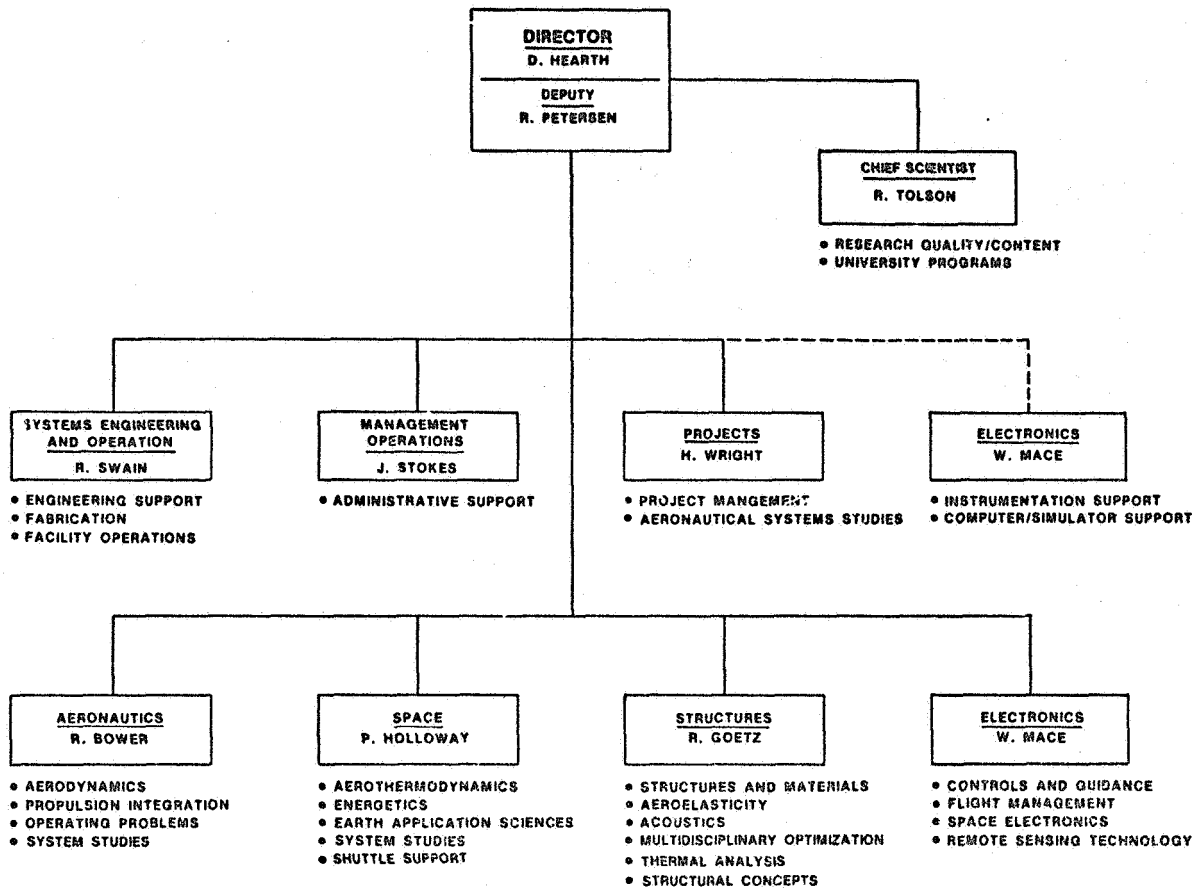 DIRECTOR
D. HEARTH
DEPUTY
R. PETERSEN
CHIEF SCIENTIST
R. TOLSON
• RESEARCH QUALITY/CONTENT
• UNIVERSITY PROGRAMS
SYSTEMS ENGINEERING
AND OPERATION
R. SWAIN
• ENGINEERING SUPPORT
• FABRICATION
• FACILITY OPERATIONS
MANAGEMENT
OPERATIONS
J. STOKES
• ADMINISTRATIVE SUPPORT
PROJECTS
H. WRIGHT
• PROJECT MANGEMENT
• AERONAUTICAL SYSTEMS STUDIES
ELECTRONICS
W. MACE
• INSTRUMENTATION SUPPORT
• COMPUTER/SIMULATOR SUPPORT
AERONAUTICS
R. BOWER
• AERODYNAMICS
• PROPULSION INTEGRATION
• OPERATING PROBLEMS
• SYSTEM STUDIES
SPACE
P. HOLLOWAY
• AEROTHERMODYNAMICS
• ENERGETICS
• EARTH APPLICATION SCIENCES
• SYSTEM STUDIES
• SHUTTLE SUPPORT
STRUCTURES
R. GOETZ
• STRUCTURES AND MATERIALS
• AEROELASTICITY
• ACOUSTICS
• MULTIDISCIPLINARY OPTIMIZATION
• THERMAL ANALYSIS
• STRUCTURAL CONCEPTS
ELECTRONICS
W. MACE
• CONTROLS AND GUIDANCE
• FLIGHT MANAGEMENT
• SPACE ELECTRONICS
• REMOTE SENSING TECHNOLOGY